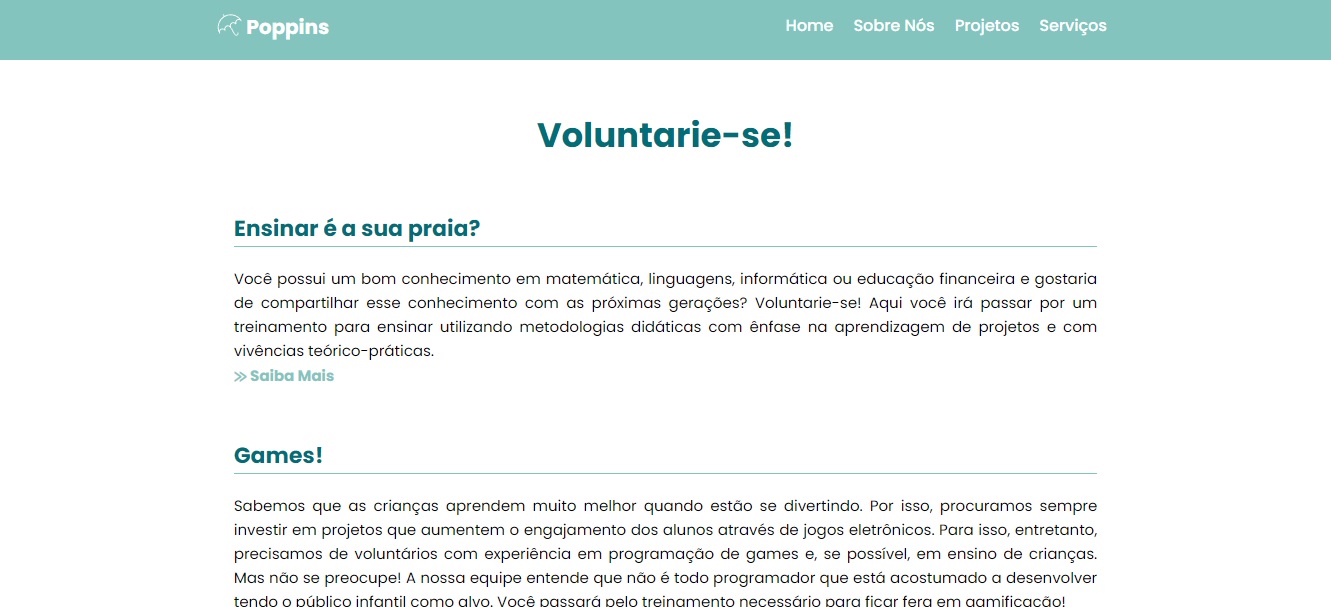 Poppins
Home Sobre Nós Projetos Serviços
Voluntarie-se!
Ensinar é a sua praia?
Você possui um bom conhecimento em matemática, linguagens, informática ou educação financeira e gostaria
de compartilhar esse conhecimento com as próximas gerações? Voluntarie-se! Aqui você irá passar por um
treinamento para ensinar utilizando metodologias didáticas com ênfase na aprendizagem de projetos e com
vivências teórico-práticas.
» Saiba Mais
Games!
Sabemos que as crianças aprendem muito melhor quando estão se divertindo. Por isso, procuramos sempre
investir em projetos que aumentem o engajamento dos alunos através de jogos eletrônicos. Para isso, entretanto,
precisamos de voluntários com experiência em programação de games e, se possível, em ensino de crianças.
Mas não se preocupe! A nossa equipe entende que não é todo programador que está acostumado a desenvolver
tendo o público infantil como alvo. Você passará pelo treinamento necessário para ficar fera em gamificação!